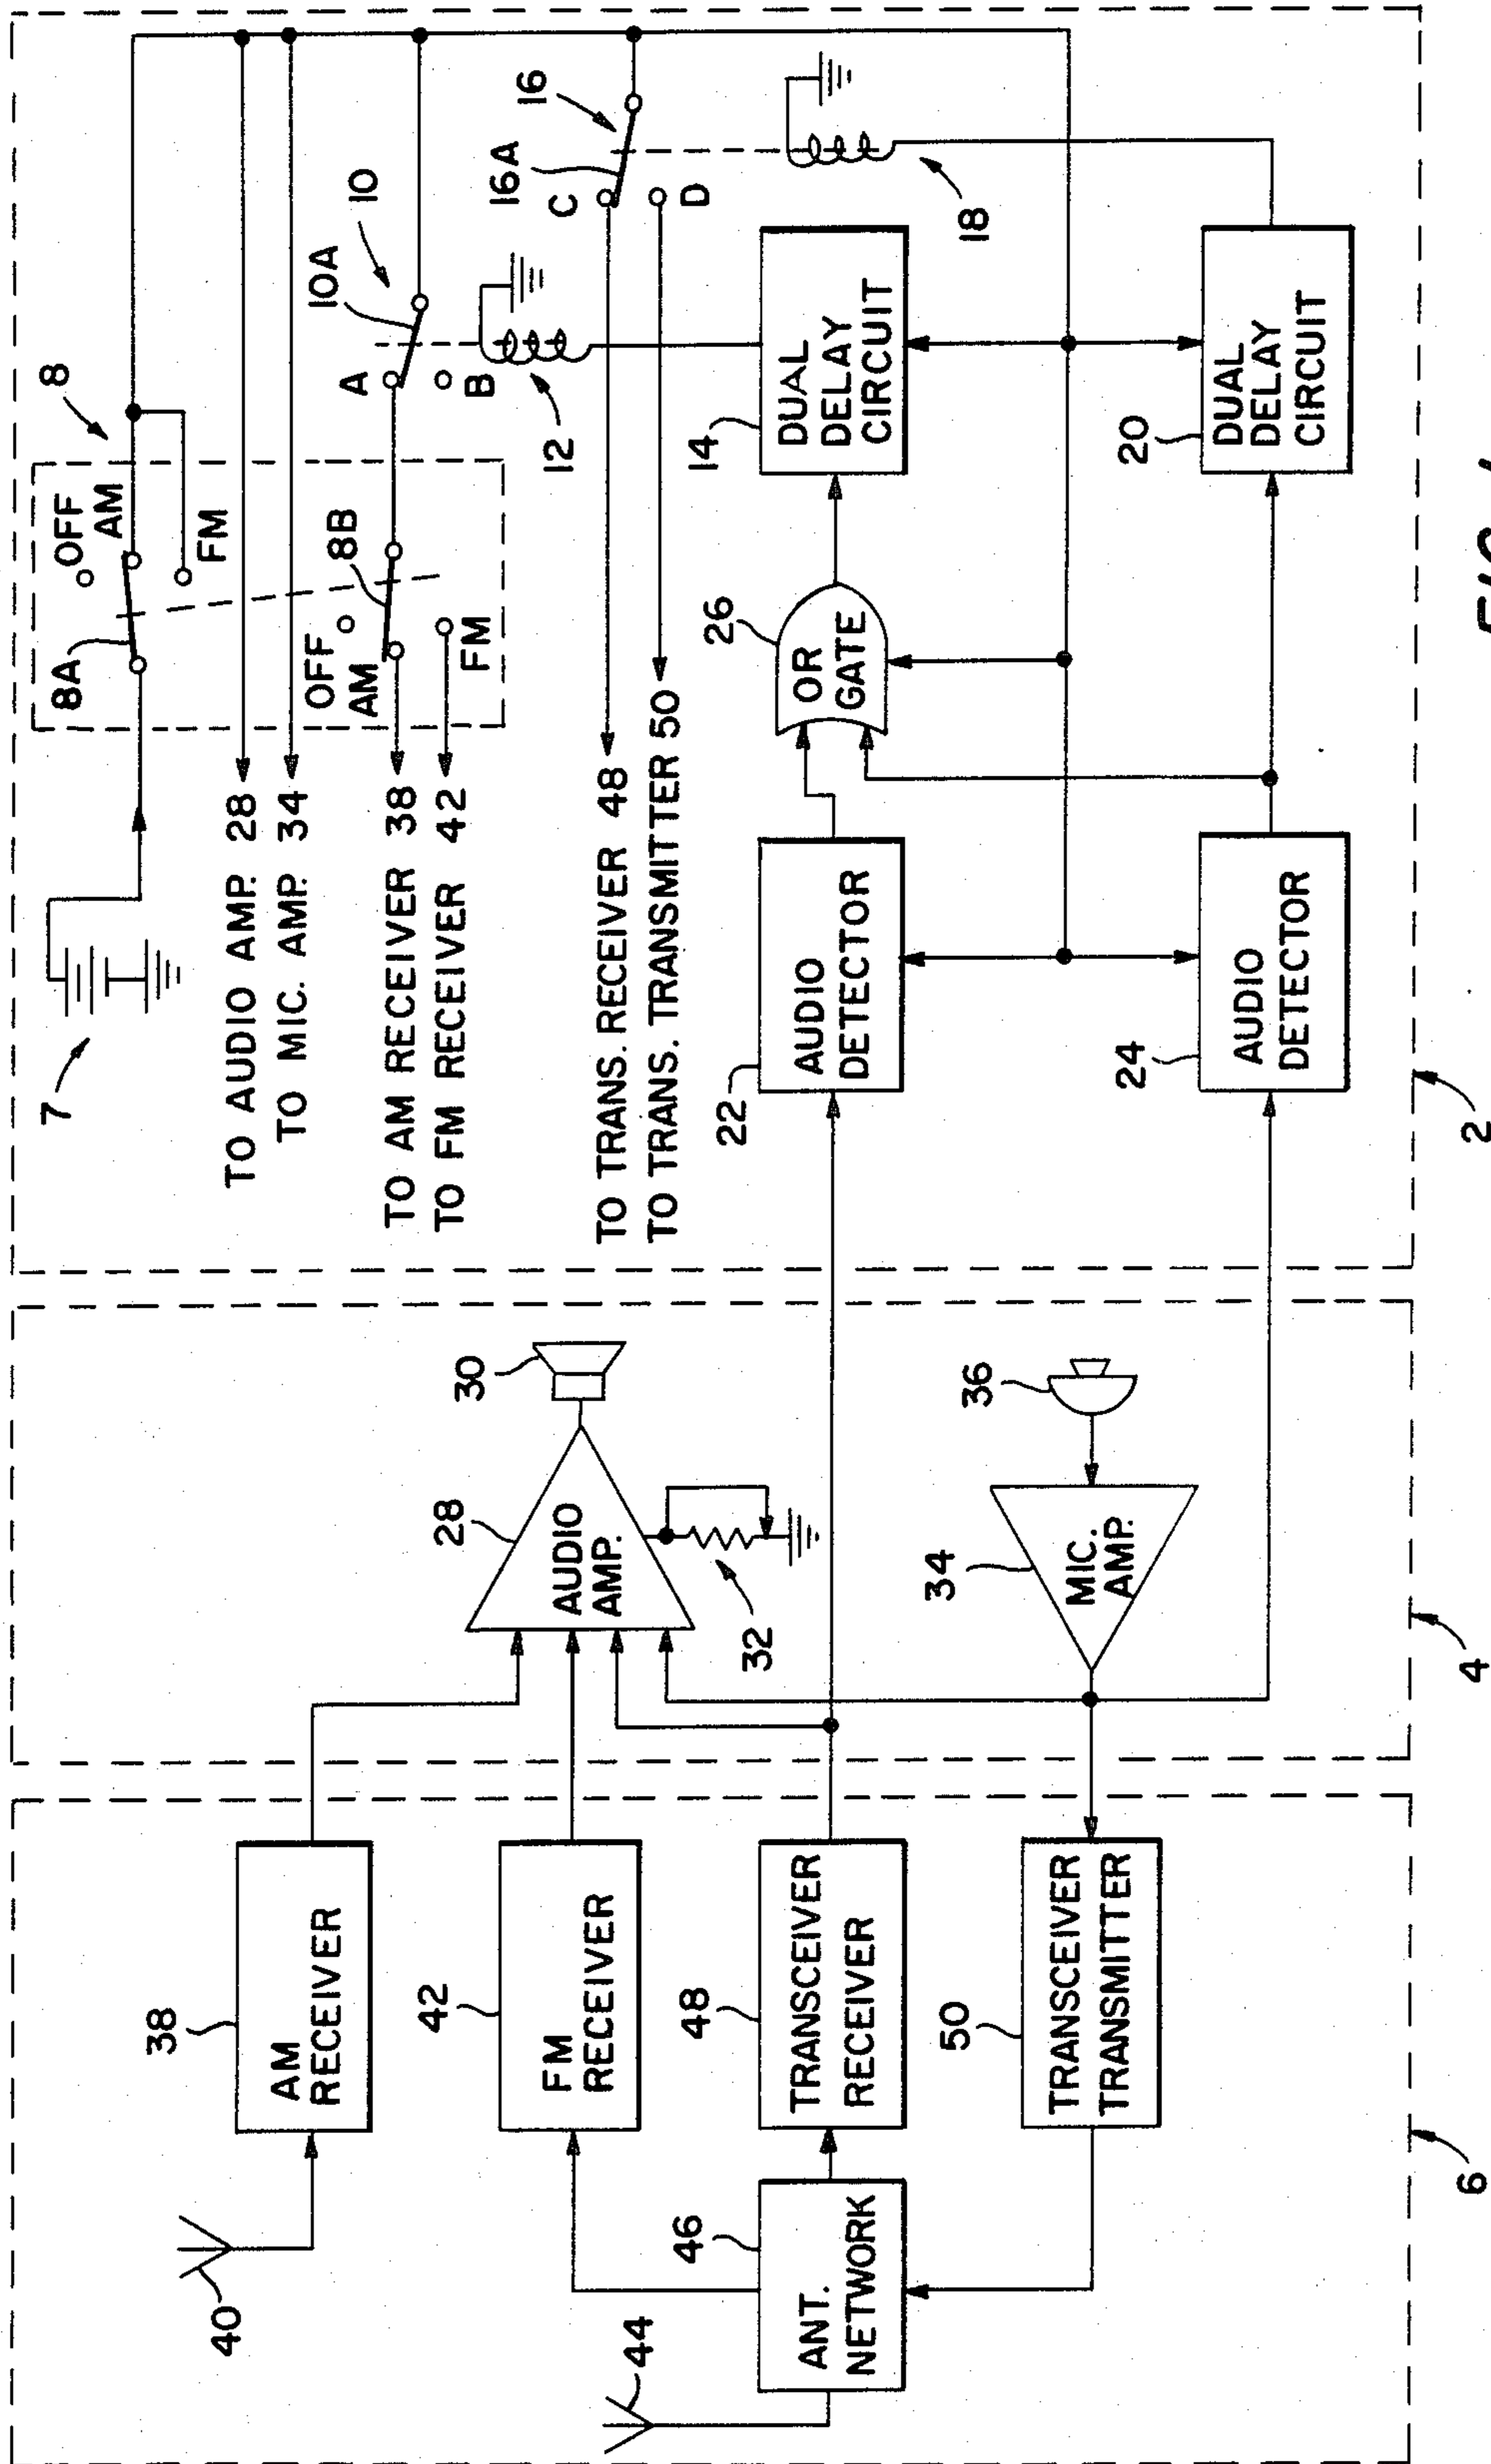 40
38
AM
RECEIVER
42
FM
RECEIVER
44
46
ANT.
NETWORK
48
TRANSCEIVER
RECEIVER
50
TRANSCEIVER
TRANSMITTER
6
28
AUDIO
AMP.
30
32
34
MIC.
AMP.
36
4
7
8A
8
OFF
AM
FM
TO AUDIO AMP. 28
TO MIC. AMP. 34
OFF
8B
AM
FM
TO AM RECEIVER 38
TO FM RECEIVER 42
10A
10
A
B
12
16A
16
C
D
18
TO TRANS. RECEIVER 48
TO TRANS. TRANSMITTER 50
22
AUDIO
DETECTOR
26
OR
GATE
14
DUAL
DELAY
CIRCUIT
24
AUDIO
DETECTOR
20
DUAL
DELAY
CIRCUIT
2